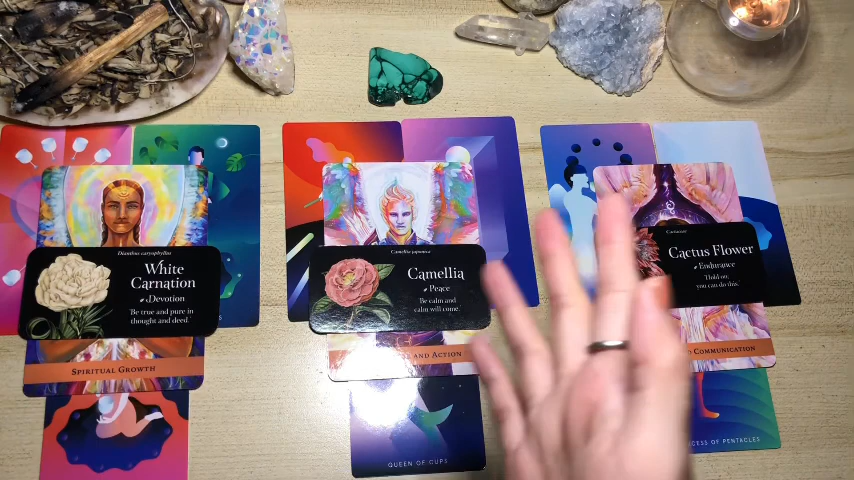 Dianthus caryophyllus
White
Carnation
Devotion
Be true and pure in
thought and deed.
SPIRITUAL GROWTH
Camellia japonica
Camellia
Peace
Be calm and
calm will come.
AND ACTION
QUEEN OF CUPS
Cactaceae
Cactus Flower
Endurance
Hold on,
you can do this.
COMMUNICATION
OF PENTACLES